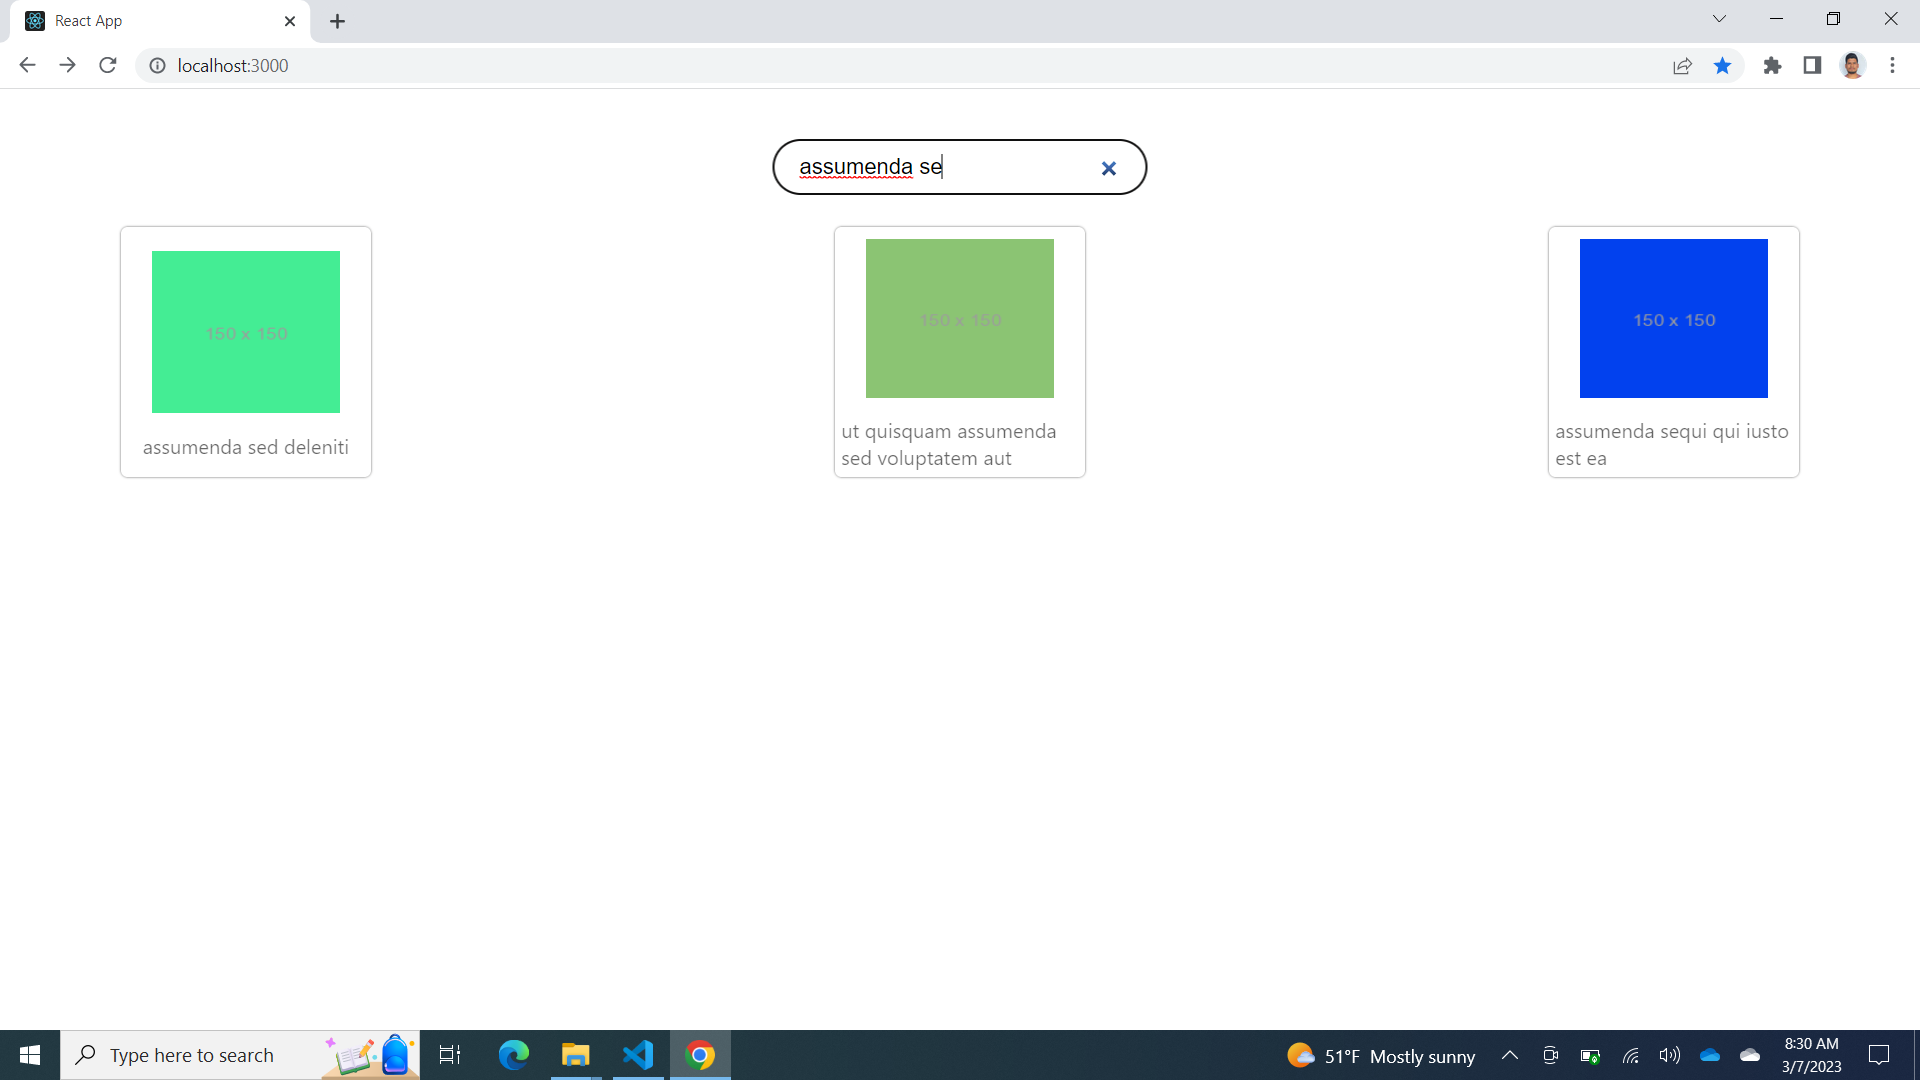 React App
localhost:3000
assumenda se
150 x 150
assumenda sed deleniti
150 x 150
ut quisquam assumenda
sed voluptatem aut
150 x 150
assumenda sequi qui iusto
est ea
Type here to search
51°F Mostly sunny
8:30 AM
3/7/2023